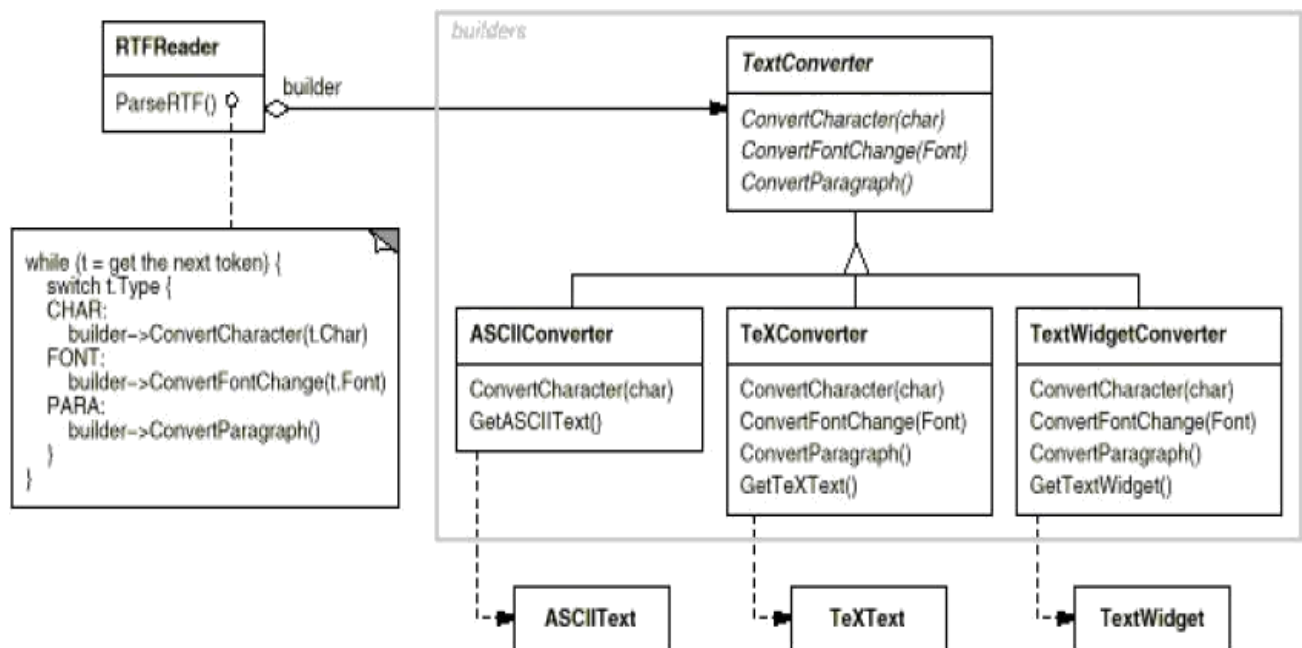 builders
RTFReader
ParseRTF()
builder
TextConverter
ConvertCharacter(char)
ConvertFontChange(Font)
ConvertParagraph()
while (t = get the next token) {
switch t.Type {
CHAR:
builder->ConvertCharacter(t.Char)
FONT:
builder->ConvertFontChange(t.Font)
PARA:
builder->ConvertParagraph()
}
}
ASCIIConverter
ConvertCharacter(char)
GetASCIIText()
TeXConverter
ConvertCharacter(char)
ConvertFontChange(Font)
ConvertParagraph()
GetTeXText()
TextWidgetConverter
ConvertCharacter(char)
ConvertFontChange(Font)
ConvertParagraph()
GetTextWidget()
ASCIIText
TeXText
TextWidget